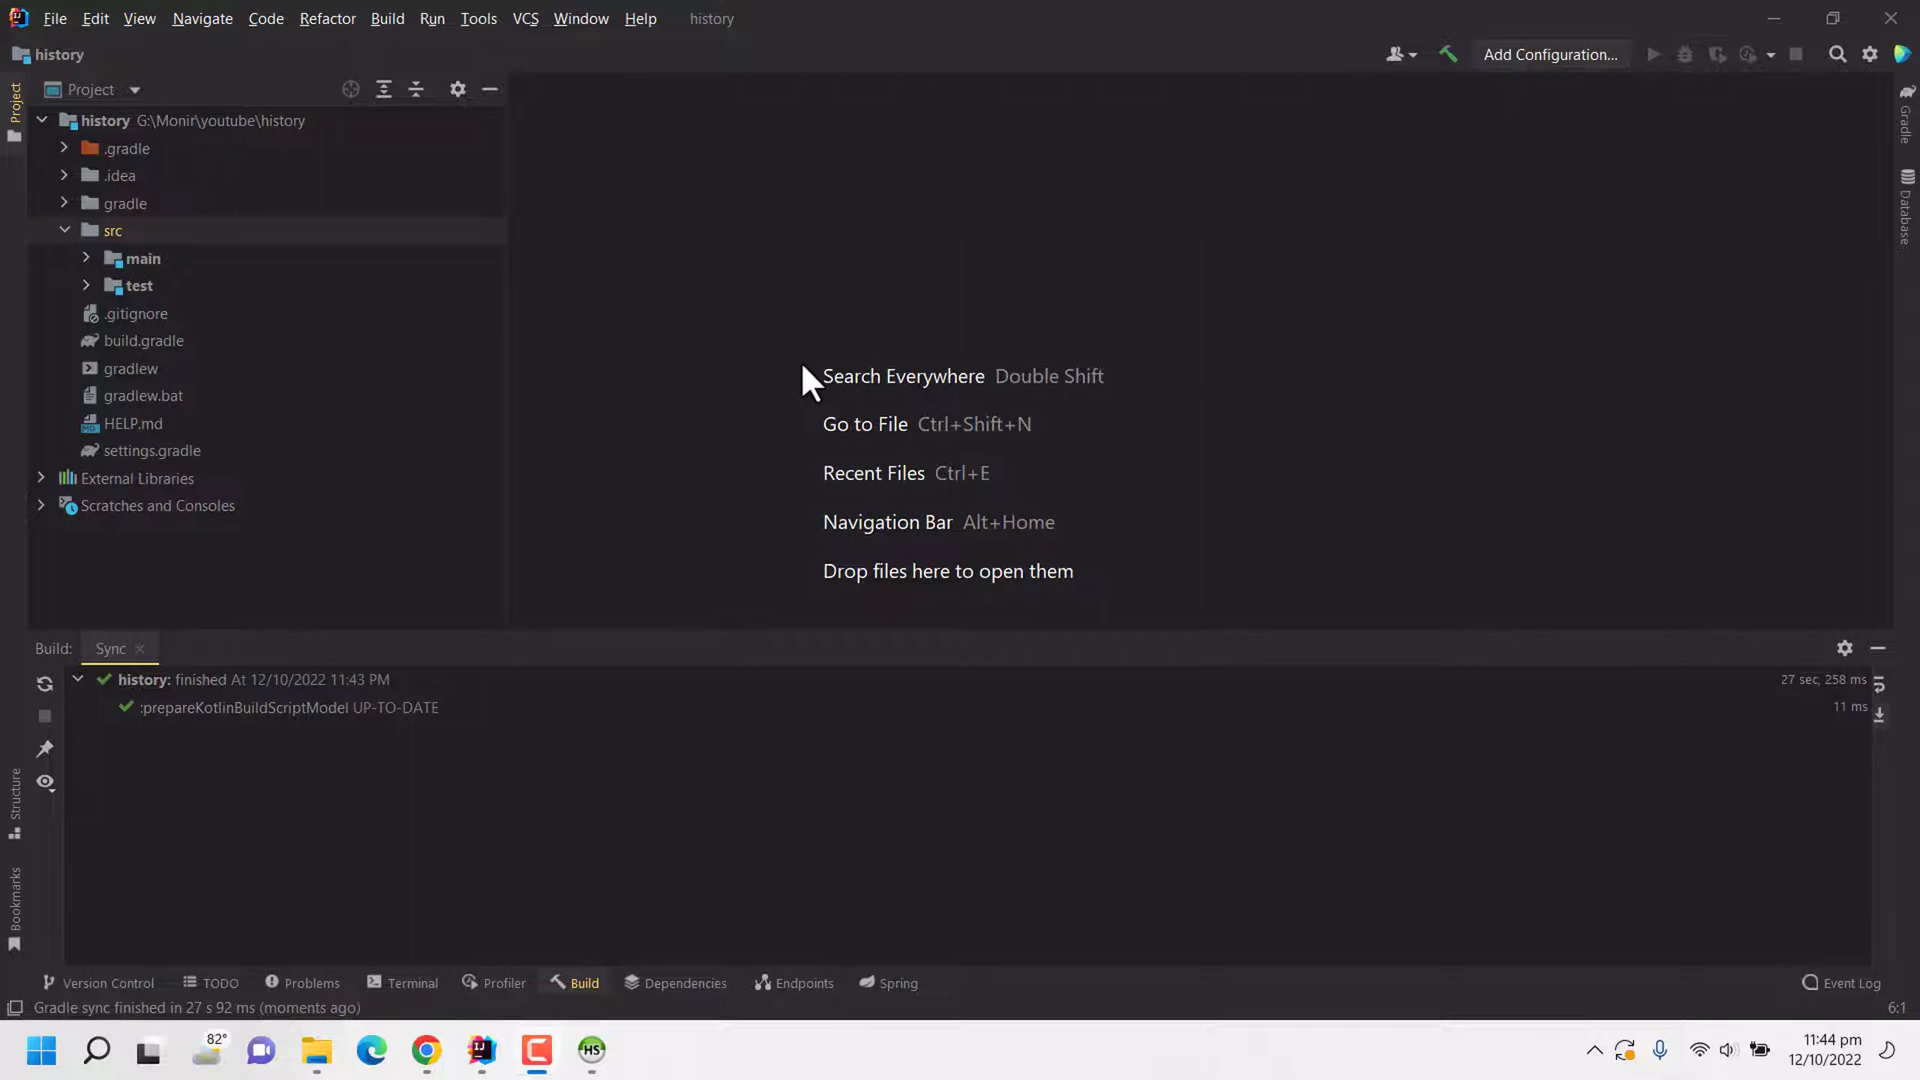 File Edit View Navigate Code Refactor Build Run Tools VCS Window Help history
history
Add Configuration...
Project
Project
history G:\Monir\youtube\history
.gradle
.idea
gradle
src
main
test
.gitignore
build.gradle
gradlew
gradlew.bat
HELP.md
settings.gradle
External Libraries
Scratches and Consoles
Search Everywhere Double Shift
Go to File Ctrl+Shift+N
Recent Files Ctrl+E
Navigation Bar Alt+Home
Drop files here to open them
Gradle
Database
Build: Sync
history: finished At 12/10/2022 11:43 PM 27 sec, 258 ms
:prepareKotlinBuildScriptModel UP-TO-DATE 11 ms
Structure
Bookmarks
Version Control TODO Problems Terminal Profiler Build Dependencies Endpoints Spring Event Log
Gradle sync finished in 27 s 92 ms (moments ago) 6:1
82°
IJ
HS
11:44 pm
12/10/2022